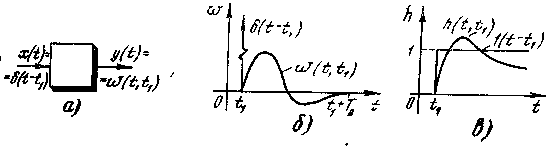 x(t)=
=δ(t-t₁)
y(t)=
=ω(t,t₁)
а)
ω
δ(t-t₁)
ω(t,t₁)
0
t₁
t₁+T₂
t
б)
h
h(t,t₁)
1(t-t₁)
1
0
t₁
t
в)